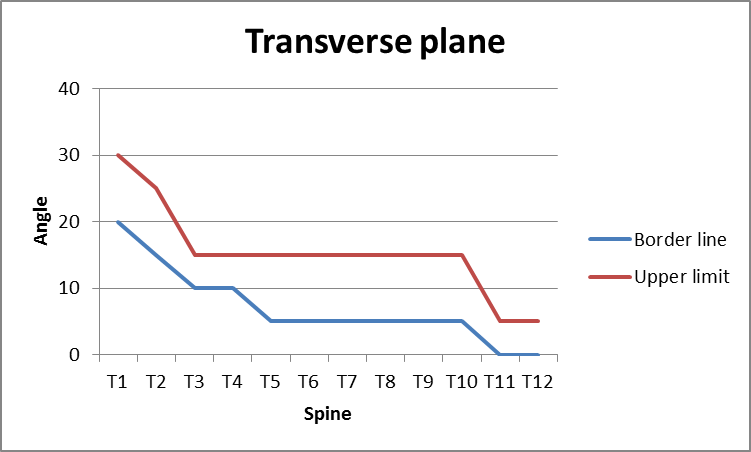 Transverse plane
40
30
20
10
0
Angle
T1 T2 T3 T4 T5 T6 T7 T8 T9 T10 T11 T12
Spine
Border line
Upper limit